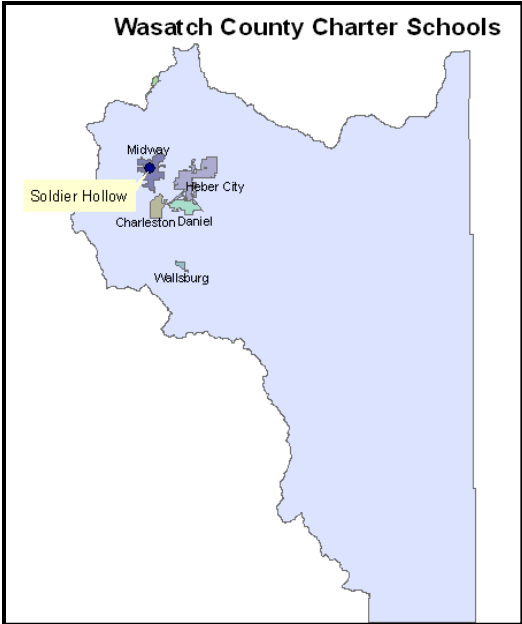 Wasatch County Charter Schools
Midway
Heber City
Soldier Hollow
Charleston
Daniel
Wallsburg